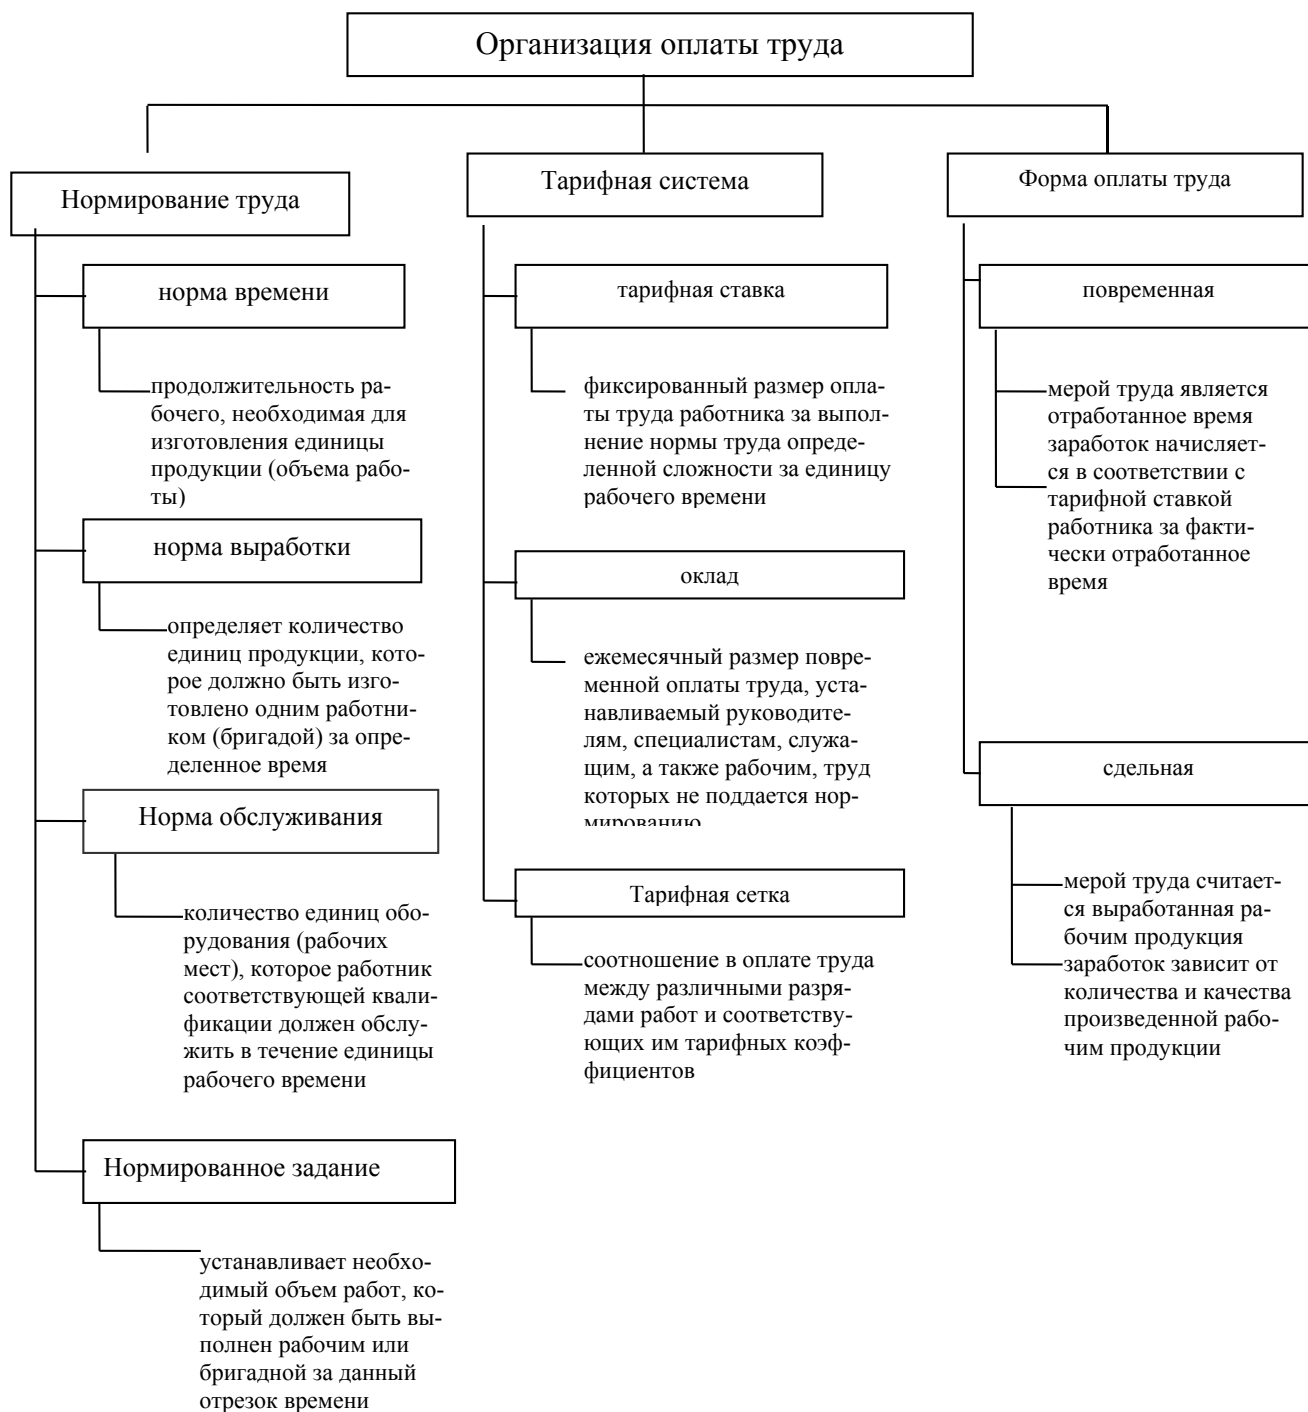 Организация оплаты труда
Нормирование труда
норма времени
продолжительность ра-
бочего, необходимая для
изготовления единицы
продукции (объема рабо-
ты)
норма выработки
определяет количество
единиц продукции, кото-
рое должно быть изго-
товлено одним работни-
ком (бригадой) за опре-
деленное время
Норма обслуживания
количество единиц обо-
рудования (рабочих
мест), которое работник
соответствующей квали-
фикации должен обслу-
жить в течение единицы
рабочего времени
Нормированное задание
устанавливает необхо-
димый объем работ, ко-
торый должен быть вы-
полнен рабочим или
бригадной за данный
отрезок времени
Тарифная система
тарифная ставка
фиксированный размер опла-
ты труда работника за выпол-
нение нормы труда опреде-
ленной сложности за единицу
рабочего времени
оклад
ежемесячный размер повре-
менной оплаты труда, уста-
навливаемый руководите-
лям, специалистам, служа-
щим, а также рабочим, труд
которых не поддается нор-
мированию
Тарифная сетка
соотношение в оплате труда
между различными разря-
дами работ и соответству-
ющих им тарифных коэф-
фициентов
Форма оплаты труда
повременная
мерой труда является
отработанное время
заработок начисляет-
ся в соответствии с
тарифной ставкой
работника за факти-
чески отработанное
время
сдельная
мерой труда считает-
ся выработанная ра-
бочим продукция
заработок зависит от
количества и качества
произведенной рабо-
чим продукции